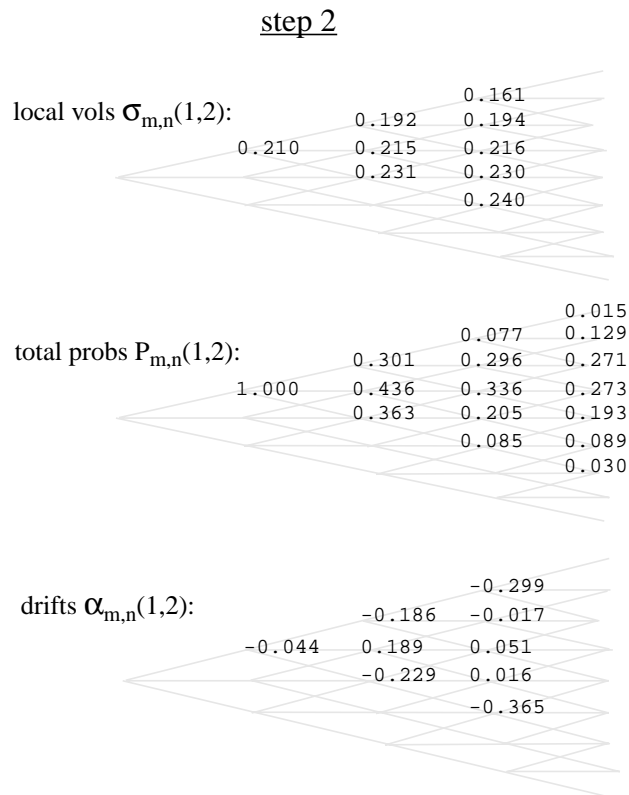 step 2
0.161
local vols σm,n(1,2):
0.192 0.194
0.210 0.215 0.216
0.231 0.230
0.240
0.015
0.077 0.129
total probs Pm,n(1,2):
0.301 0.296 0.271
1.000 0.436 0.336 0.273
0.363 0.205 0.193
0.085 0.089
0.030
-0.299
drifts αm,n(1,2):
-0.186 -0.017
-0.044 0.189 0.051
-0.229 0.016
-0.365